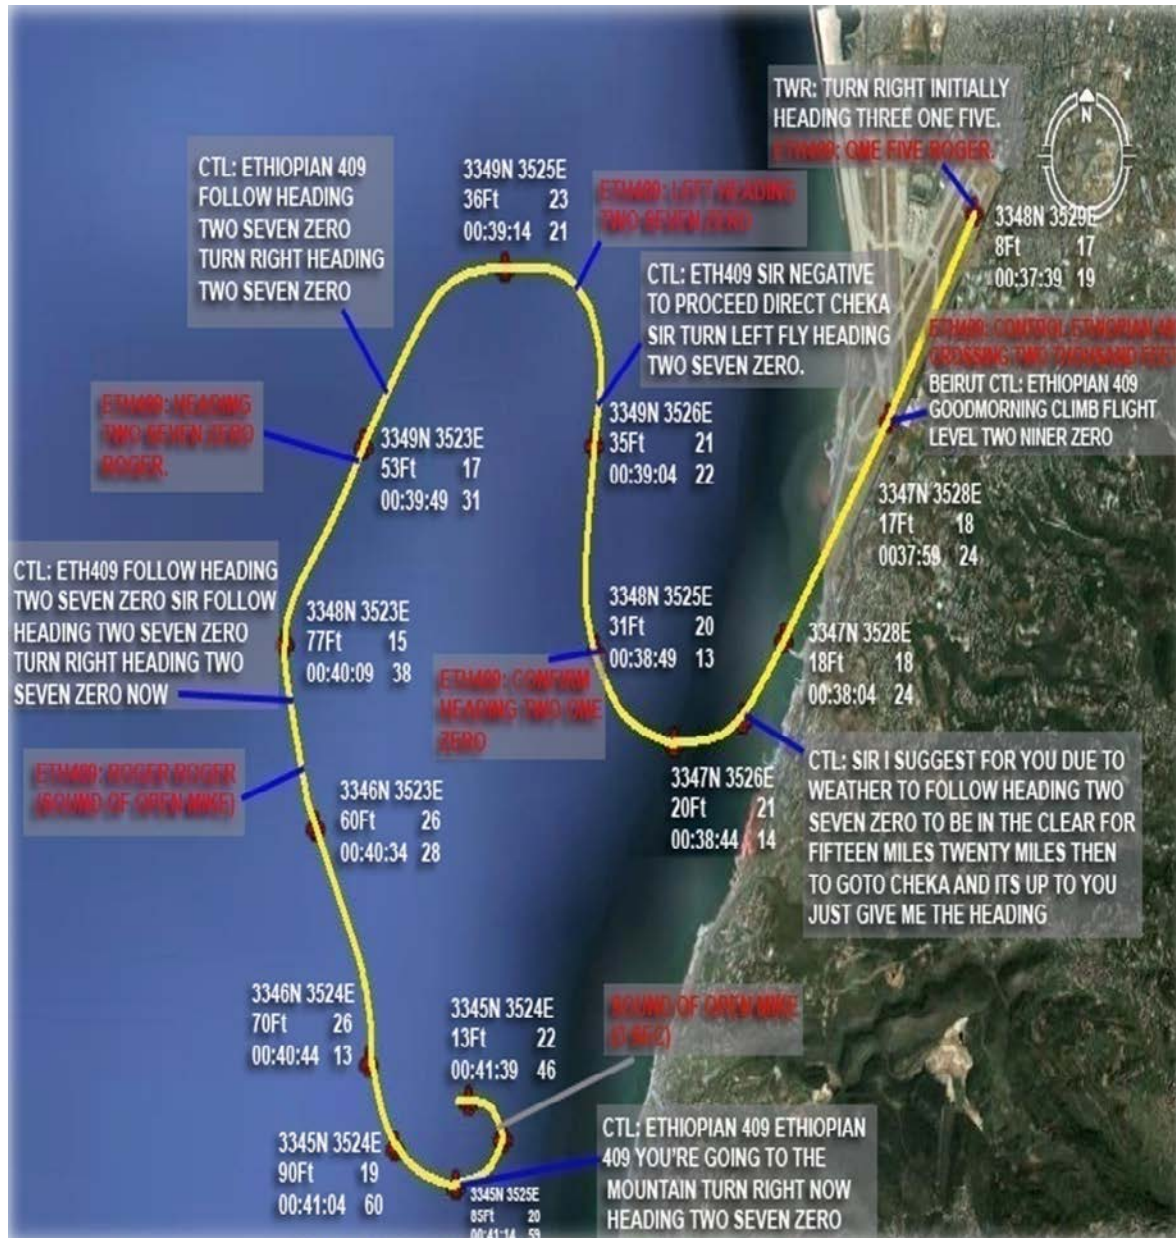 TWR: TURN RIGHT INITIALLY
HEADING THREE ONE FIVE.
ETH409: ONE FIVE ROGER.
N
3348N 3529E
8Ft 17
00:37:39 19
CTL: ETHIOPIAN 409
FOLLOW HEADING
TWO SEVEN ZERO
TURN RIGHT HEADING
TWO SEVEN ZERO
3349N 3525E
36Ft 23
00:39:14 21
ETH409: LEFT HEADING
TWO SEVEN ZERO
CTL: ETH409 SIR NEGATIVE
TO PROCEED DIRECT CHEKA
SIR TURN LEFT FLY HEADING
TWO SEVEN ZERO.
ETH409: CONTROL ETHIOPIAN
CROSSING TWO THOUSAND
BEIRUT CTL: ETHIOPIAN 409
GOODMORNING CLIMB FLIGHT
LEVEL TWO NINER ZERO
ETH409: HEADING
TWO SEVEN ZERO
ROGER.
3349N 3523E
53Ft 17
00:39:49 31
3349N 3526E
35Ft 21
00:39:04 22
3347N 3528E
17Ft 18
0037:59 24
CTL: ETH409 FOLLOW HEADING
TWO SEVEN ZERO SIR FOLLOW
HEADING TWO SEVEN ZERO
TURN RIGHT HEADING TWO
SEVEN ZERO NOW
3348N 3523E
77Ft 15
00:40:09 38
3348N 3525E
31Ft 20
00:38:49 13
3347N 3528E
18Ft 18
00:38:04 24
ETH409: CONFIRM
HEADING TWO ONE
ZERO
ETH409: ROGER ROGER
(SOUND OF OPEN MIKE)
3346N 3523E
60Ft 26
00:40:34 28
3347N 3526E
20Ft 21
00:38:44 14
CTL: SIR I SUGGEST FOR YOU DUE TO
WEATHER TO FOLLOW HEADING TWO
SEVEN ZERO TO BE IN THE CLEAR FOR
FIFTEEN MILES TWENTY MILES THEN
TO GOTO CHEKA AND ITS UP TO YOU
JUST GIVE ME THE HEADING
3346N 3524E
70Ft 26
00:40:44 13
3345N 3524E
13Ft 22
00:41:39 46
SOUND OF OPEN MIKE
3345N 3524E
90Ft 19
00:41:04 60
3345N 3525E
85Ft 20
00:41:14 59
CTL: ETHIOPIAN 409 ETHIOPIAN
409 YOU'RE GOING TO THE
MOUNTAIN TURN RIGHT NOW
HEADING TWO SEVEN ZERO